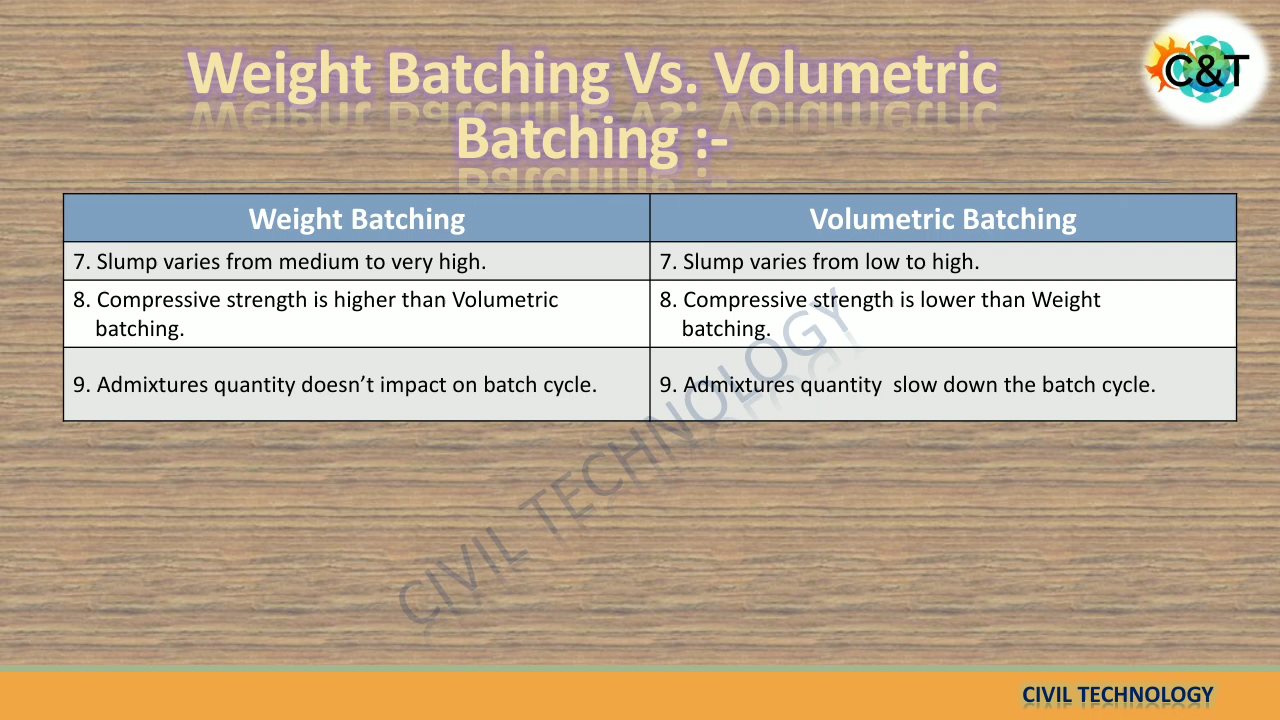 Weight Batching Vs. Volumetric
Batching :-
C&T
Weight Batching
Volumetric Batching
7. Slump varies from medium to very high.
7. Slump varies from low to high.
8. Compressive strength is higher than Volumetric
batching.
8. Compressive strength is lower than Weight
batching.
9. Admixtures quantity doesn’t impact on batch cycle.
9. Admixtures quantity  slow down the batch cycle.
CIVIL TECHNOLOGY
CIVIL TECHNOLOGY